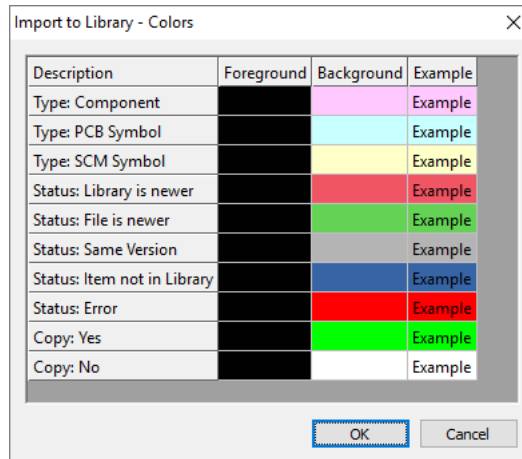 Import to Library - Colors
Description Foreground Background Example
Type: Component Example
Type: PCB Symbol Example
Type: SCM Symbol Example
Status: Library is newer Example
Status: File is newer Example
Status: Same Version Example
Status: Item not in Library Example
Status: Error Example
Copy: Yes Example
Copy: No Example
OK Cancel